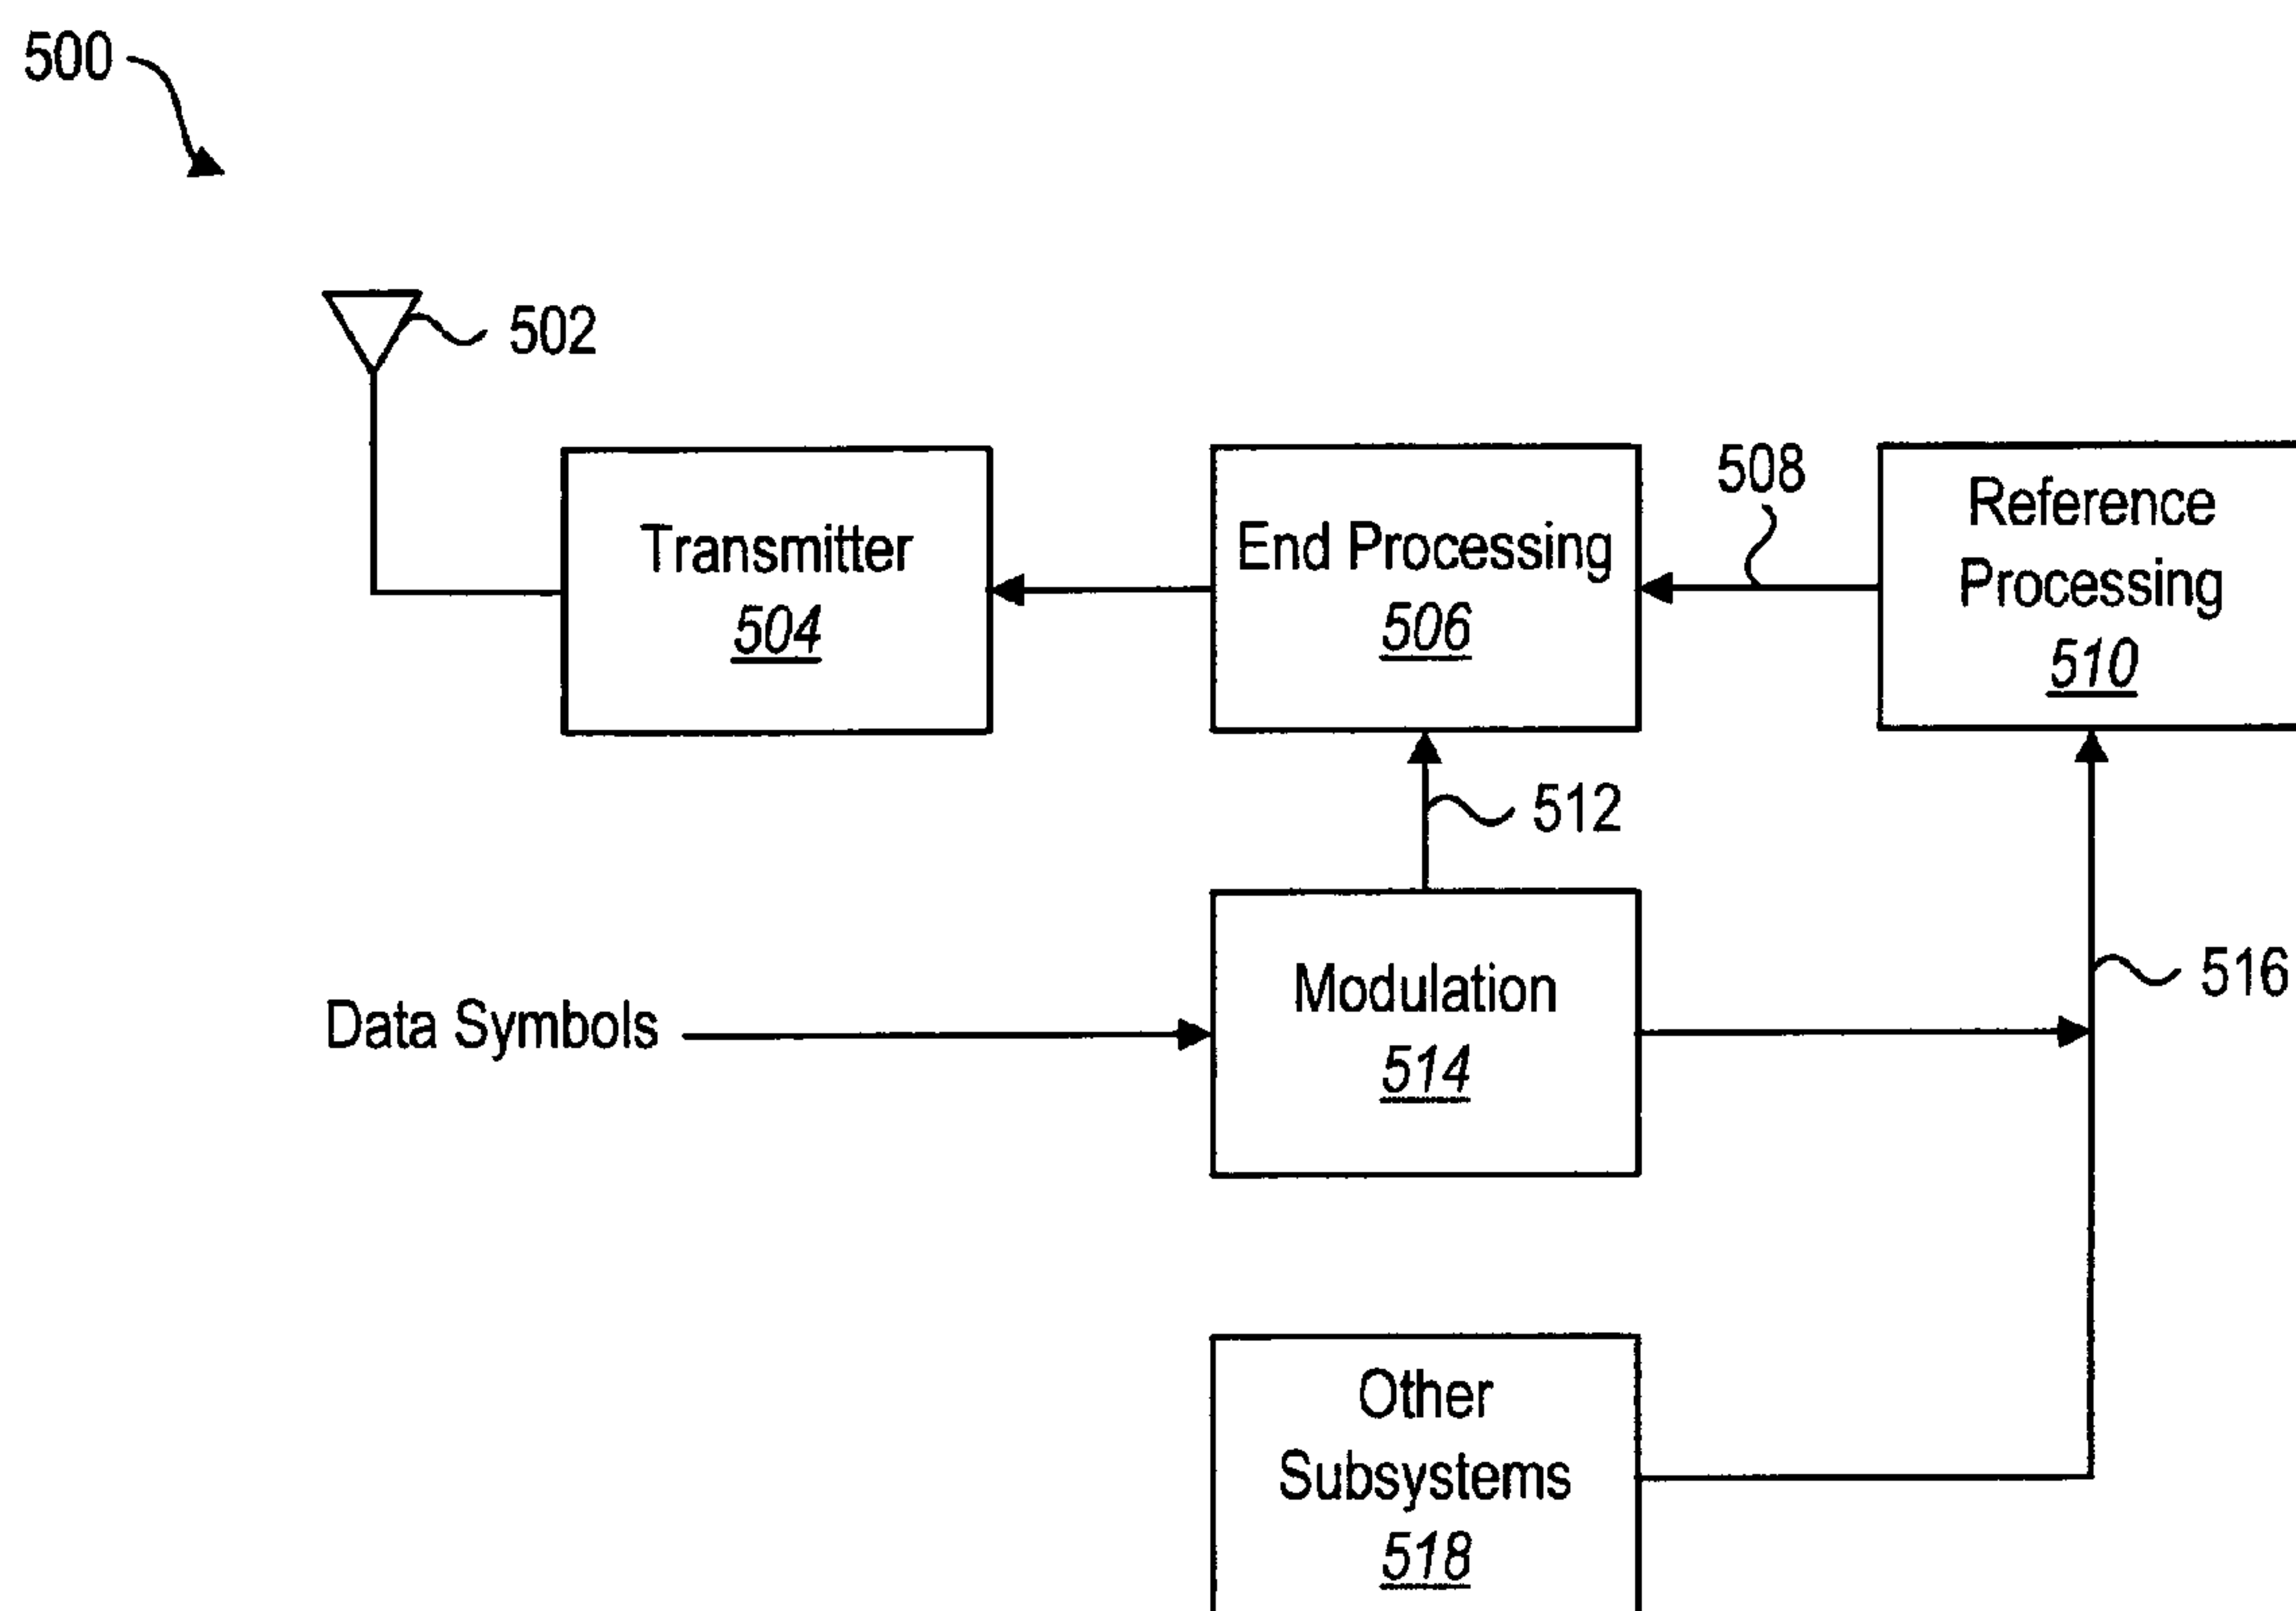 500
502
Transmitter
504
End Processing
506
508
Reference
Processing
510
512
Data Symbols
Modulation
514
516
Other
Subsystems
518